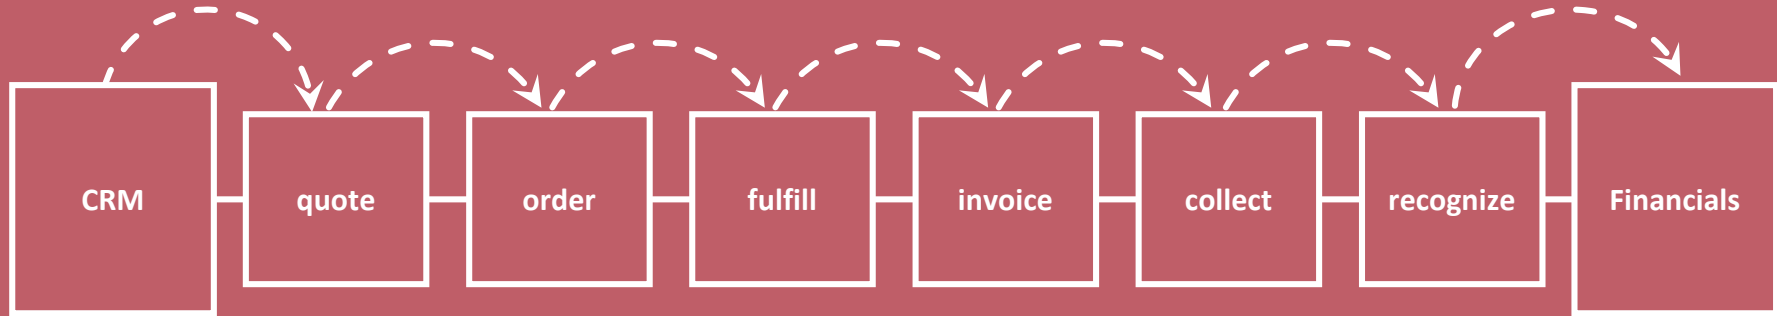 CRM
quote
order
fulfill
invoice
collect
recognize
Financials